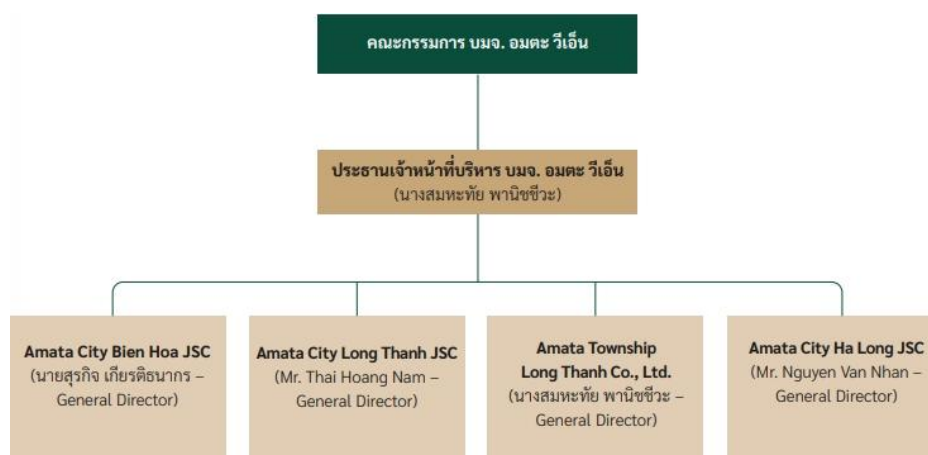 คณะกรรมการ บมจ. อมตะ วีเอ็น
ประธานเจ้าหน้าที่บริหาร บมจ. อมตะ วีเอ็น
(นางสมหะทัย พานิชชีวะ)
Amata City Bien Hoa JSC
(นายสุรกิจ เกียรติธนากร –
General Director)
Amata City Long Thanh JSC
(Mr. Thai Hoang Nam –
General Director)
Amata Township
Long Thanh Co., Ltd.
(นางสมหะทัย พานิชชีวะ –
General Director)
Amata City Ha Long JSC
(Mr. Nguyen Van Nhan –
General Director)